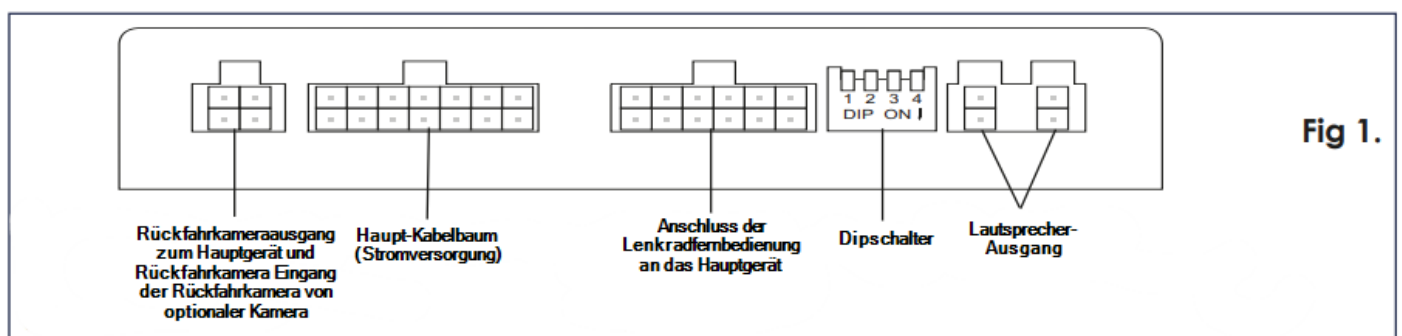 1 2 3 4
DIP ON
Fig 1.
Rückfahrkameraausgang
zum Hauptgerät und
Rückfahrkamera Eingang
der Rückfahrkamera von
optionaler Kamera
Haupt-Kabelbaum
(Stromversorgung)
Anschluss der
Lenkradfernbedienung
an das Hauptgerät
Dipschalter
Lautsprecher-
Ausgang